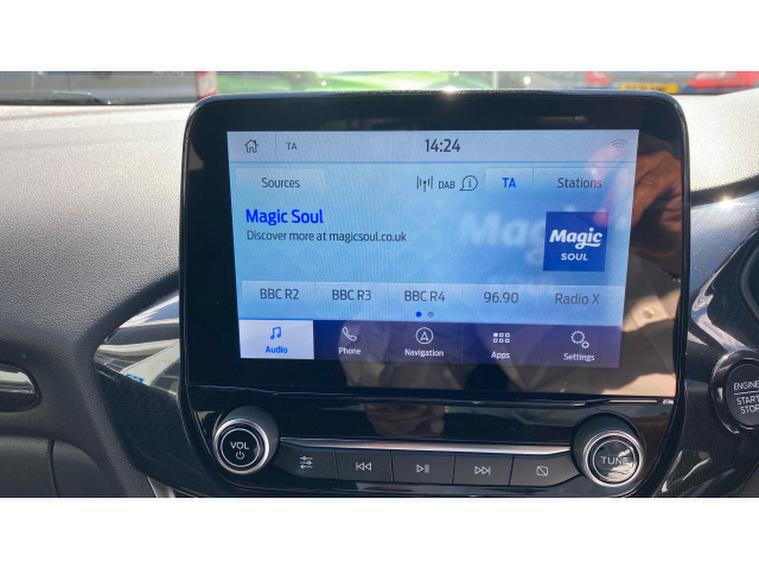 TA 14:24
Sources DAB TA Stations
Magic Soul
Discover more at magicsoul.co.uk
Magic
SOUL
BBC R2 BBC R3 BBC R4 96.90 Radio X
Audio Phone Navigation Apps Settings
ENGINE
START
STOP
VOL
TUNE